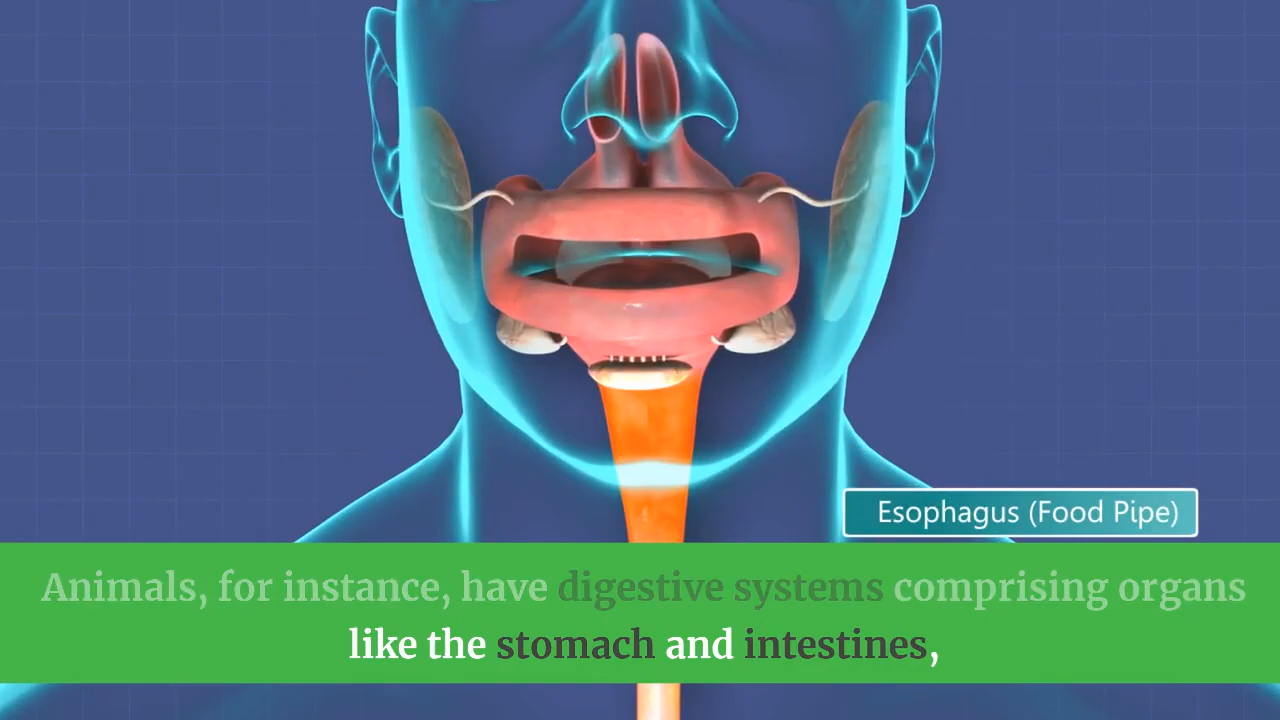 Esophagus (Food Pipe)
Animals, for instance, have digestive systems comprising organs
like the stomach and intestines,